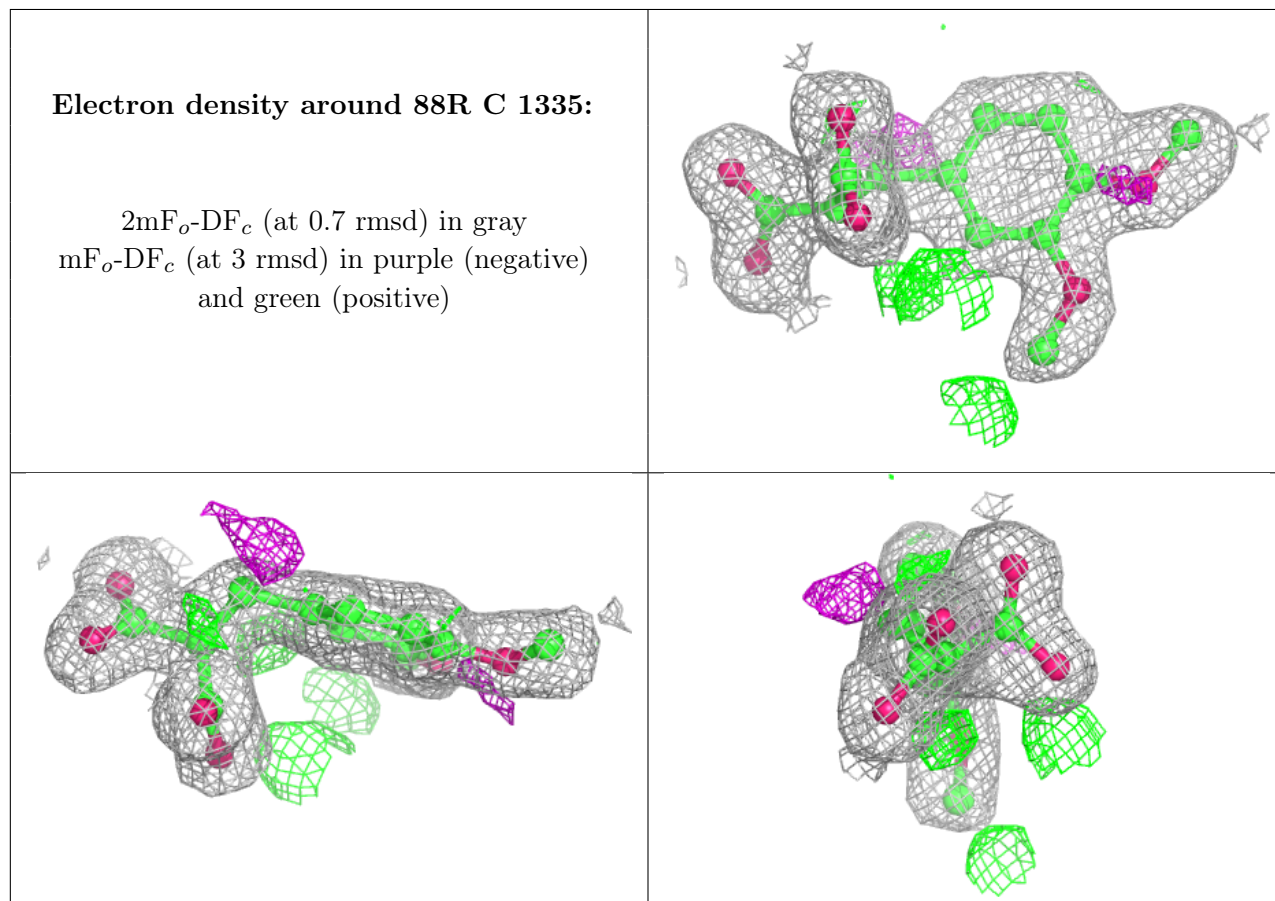 Electron density around 88R C 1335:
2mFo-DFc (at 0.7 rmsd) in gray
mFo-DFc (at 3 rmsd) in purple (negative)
and green (positive)